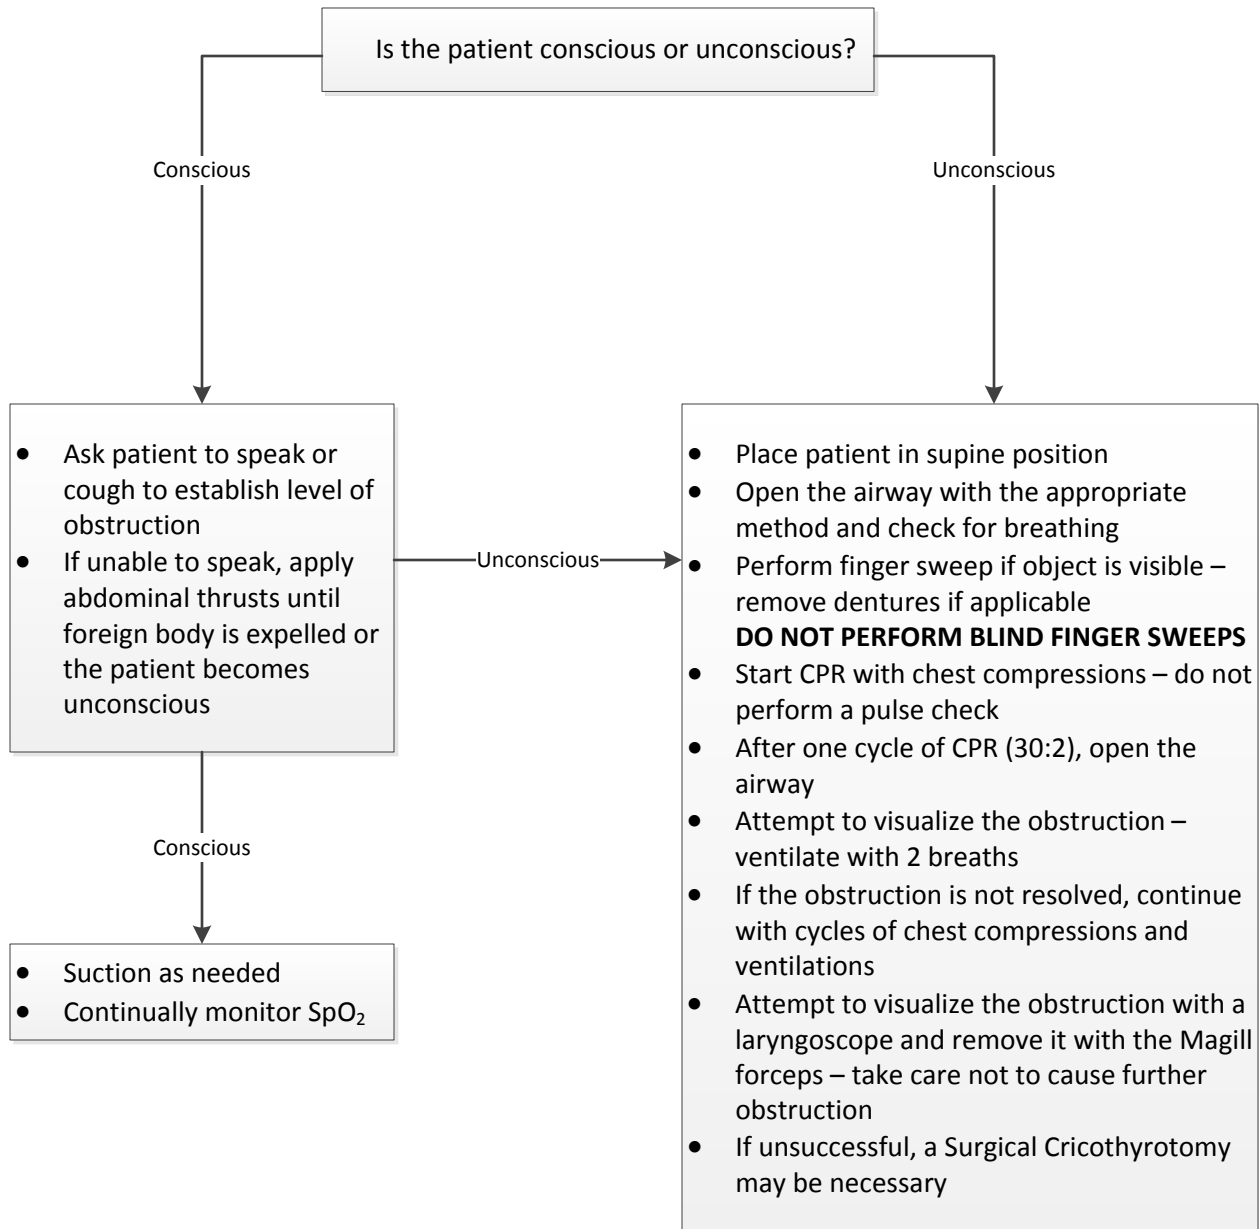 Is the patient conscious or unconscious?
Conscious
Unconscious
• Ask patient to speak or
cough to establish level of
obstruction
• If unable to speak, apply
abdominal thrusts until
foreign body is expelled or
the patient becomes
unconscious
Unconscious
Conscious
• Suction as needed
• Continually monitor SpO₂
• Place patient in supine position
• Open the airway with the appropriate
method and check for breathing
• Perform finger sweep if object is visible –
remove dentures if applicable
DO NOT PERFORM BLIND FINGER SWEEPS
• Start CPR with chest compressions – do not
perform a pulse check
• After one cycle of CPR (30:2), open the
airway
• Attempt to visualize the obstruction –
ventilate with 2 breaths
• If the obstruction is not resolved, continue
with cycles of chest compressions and
ventilations
• Attempt to visualize the obstruction with a
laryngoscope and remove it with the Magill
forceps – take care not to cause further
obstruction
• If unsuccessful, a Surgical Cricothyrotomy
may be necessary